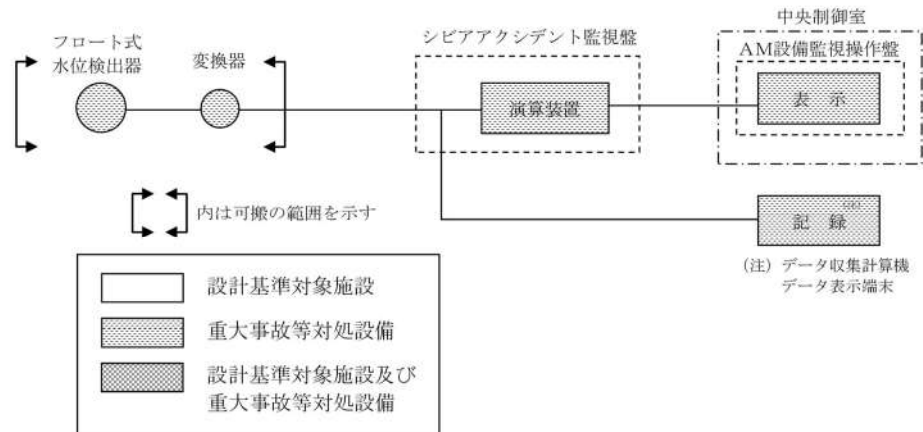 中央制御室
シビアアクシデント監視盤
AM設備監視操作盤
フロート式
水位検出器
変換器
演算装置
表 示
内は可搬の範囲を示す
記 録
(注)
(注) データ収集計算機
データ表示端末
設計基準対象施設
重大事故等対処設備
設計基準対象施設及び
重大事故等対処設備